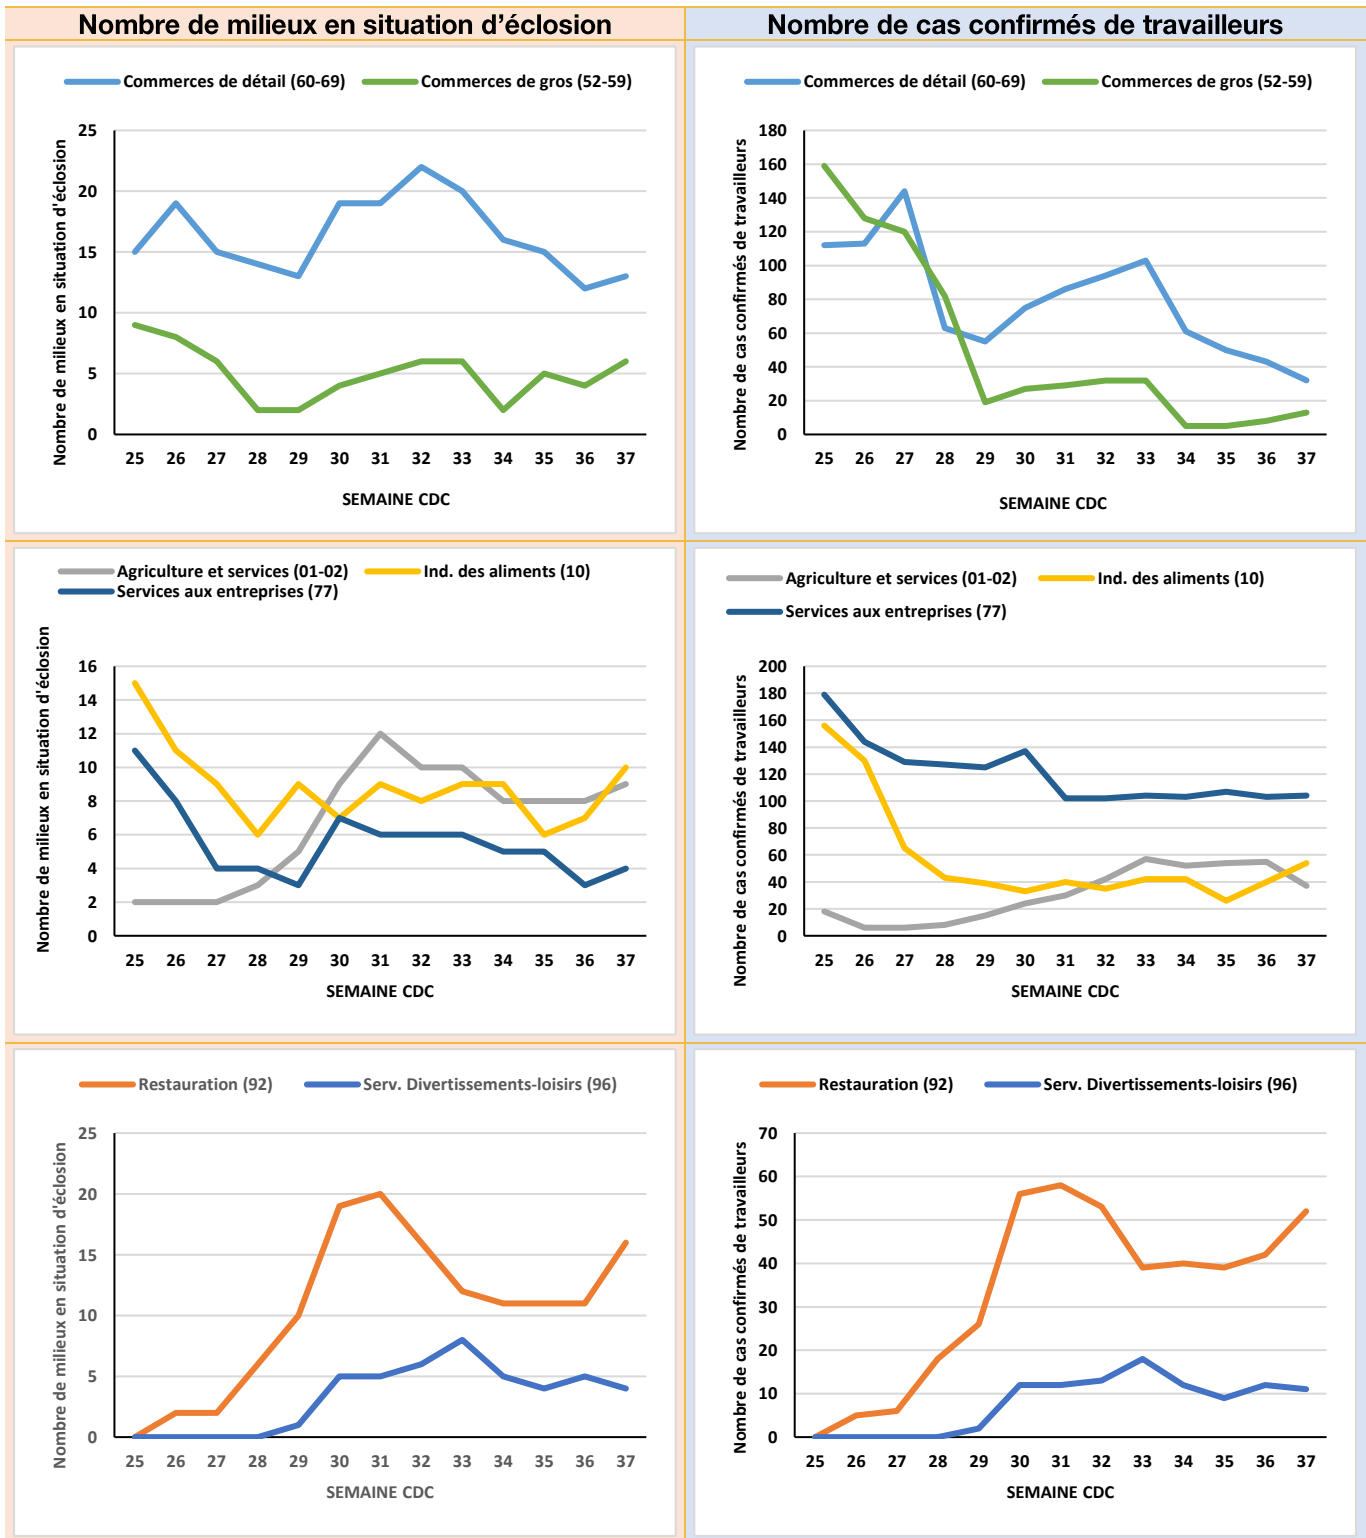 Nombre de milieux en situation d'éclosion
Nombre de cas confirmés de travailleurs
Commerces de détail (60-69) Commerces de gros (52-59)
Nombre de milieux en situation d'éclosion
25
20
15
10
5
0
25 26 27 28 29 30 31 32 33 34 35 36 37
SEMAINE CDC
Commerces de détail (60-69) Commerces de gros (52-59)
Nombre de cas confirmés de travailleurs
180
160
140
120
100
80
60
40
20
0
25 26 27 28 29 30 31 32 33 34 35 36 37
SEMAINE CDC
Agriculture et services (01-02) Ind. des aliments (10)
Services aux entreprises (77)
Nombre de milieux en situation d'éclosion
16
14
12
10
8
6
4
2
0
25 26 27 28 29 30 31 32 33 34 35 36 37
SEMAINE CDC
Agriculture et services (01-02) Ind. des aliments (10)
Services aux entreprises (77)
Nombre de cas confirmés de travailleurs
200
180
160
140
120
100
80
60
40
20
0
25 26 27 28 29 30 31 32 33 34 35 36 37
SEMAINE CDC
Restauration (92) Serv. Divertissements-loisirs (96)
Nombre de milieux en situation d'éclosion
25
20
15
10
5
0
25 26 27 28 29 30 31 32 33 34 35 36 37
SEMAINE CDC
Restauration (92) Serv. Divertissements-loisirs (96)
Nombre de cas confirmés de travailleurs
70
60
50
40
30
20
10
0
25 26 27 28 29 30 31 32 33 34 35 36 37
SEMAINE CDC